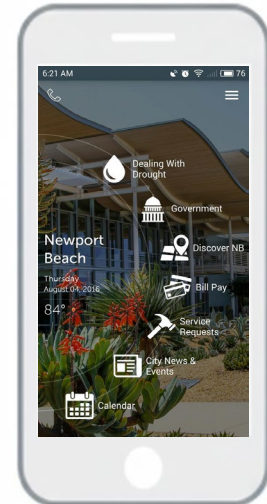 6:21 AM 76
Dealing With
Drought
Government
Newport
Beach
Discover NB
Thursday
August 04, 2016
Bill Pay
84°
Service
Requests
City News &
Events
Calendar